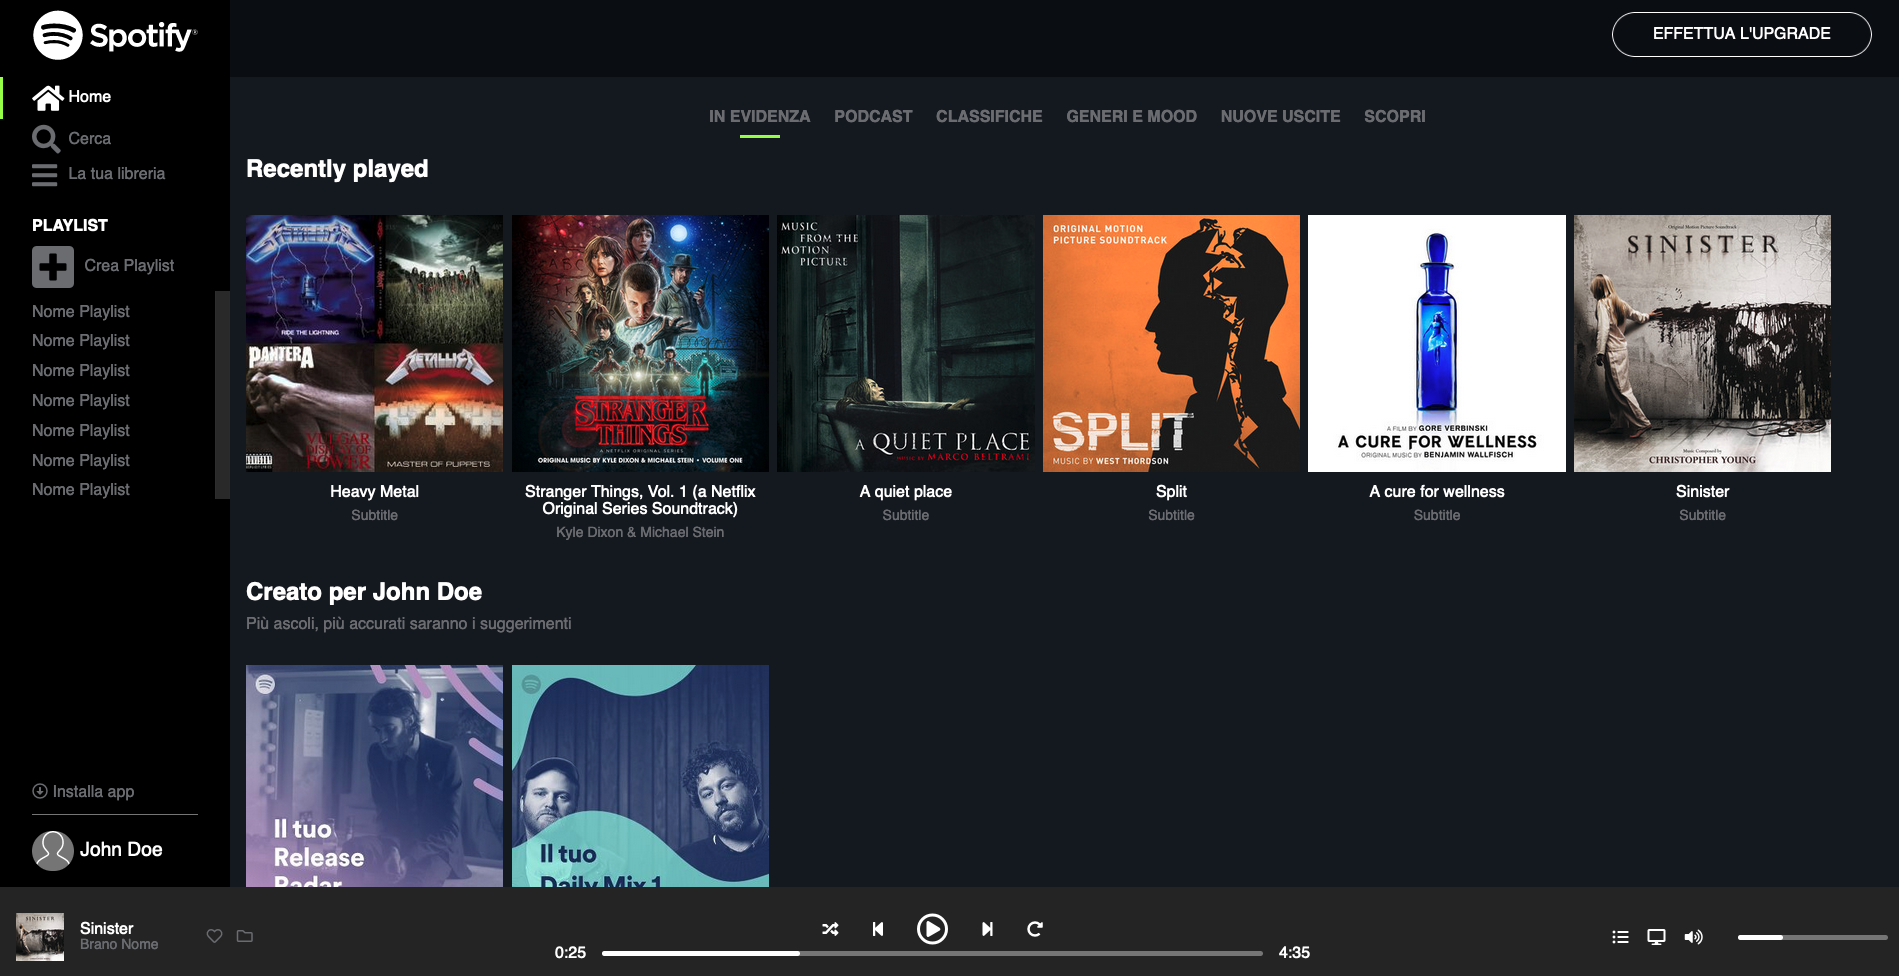 Spotify®
EFFETTUA L'UPGRADE
Home
Cerca
La tua libreria
PLAYLIST
Crea Playlist
Nome Playlist
Nome Playlist
Nome Playlist
Nome Playlist
Nome Playlist
Nome Playlist
Nome Playlist
Installa app
John Doe
IN EVIDENZA PODCAST CLASSIFICHE GENERI E MOOD NUOVE USCITE SCOPRI
Recently played
METALLICA
RIDE THE LIGHTNING
PANTERA
VULGAR
DISPLAY OF
POWER
METALLICA
MASTER OF PUPPETS
Heavy Metal
Subtitle
STRANGER
THINGS
A NETFLIX ORIGINAL SERIES
ORIGINAL MUSIC BY KYLE DIXON & MICHAEL STEIN • VOLUME ONE
Stranger Things, Vol. 1 (a Netflix
Original Series Soundtrack)
Kyle Dixon & Michael Stein
MUSIC
FROM THE
MOTION
PICTURE
A QUIET PLACE
MUSIC BY MARCO BELTRAMI
A quiet place
Subtitle
ORIGINAL MOTION
PICTURE SOUNDTRACK
SPLIT
MUSIC BY WEST THORDSON
Split
Subtitle
A FILM BY GORE VERBINSKI
A CURE FOR WELLNESS
ORIGINAL MUSIC BY BENJAMIN WALLFISCH
A cure for wellness
Subtitle
Original Motion Picture Soundtrack
SINISTER
Music Composed by
CHRISTOPHER YOUNG
Sinister
Subtitle
Creato per John Doe
Più ascoli, più accurati saranno i suggerimenti
Il tuo
Release
Radar
Il tuo
Daily Mix 1
SINISTER
Sinister
Brano Nome
0:25
4:35